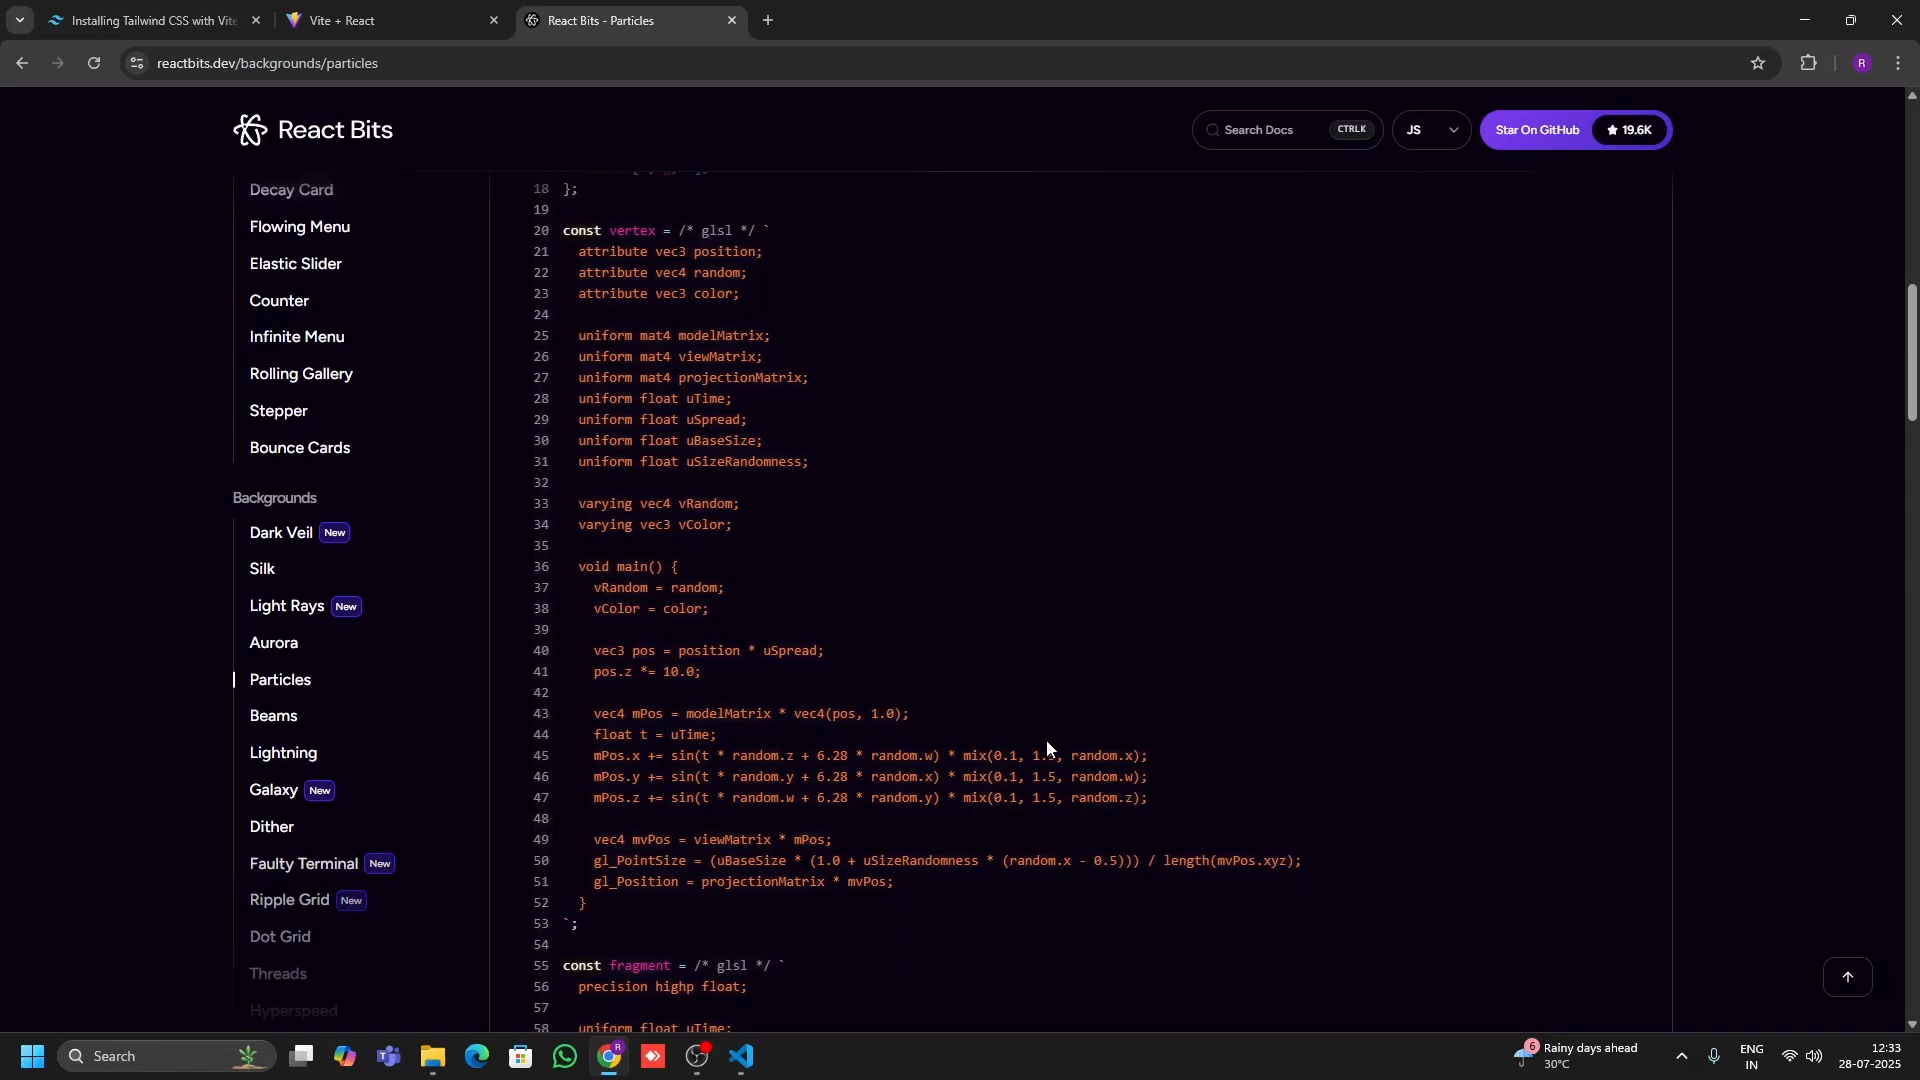 Installing Tailwind CSS with Vite
Vite + React
React Bits - Particles
reactbits.dev/backgrounds/particles
R
React Bits
Search Docs
CTRL K
JS
Star On GitHub
19.6K
Decay Card
Flowing Menu
Elastic Slider
Counter
Infinite Menu
Rolling Gallery
Stepper
Bounce Cards
Backgrounds
Dark Veil New
Silk
Light Rays New
Aurora
Particles
Beams
Lightning
Galaxy New
Dither
Faulty Terminal New
Ripple Grid New
Dot Grid
Threads
Hyperspeed
18 };
19
20 const vertex = /* glsl */ `
21 attribute vec3 position;
22 attribute vec4 random;
23 attribute vec3 color;
24
25 uniform mat4 modelMatrix;
26 uniform mat4 viewMatrix;
27 uniform mat4 projectionMatrix;
28 uniform float uTime;
29 uniform float uSpread;
30 uniform float uBaseSize;
31 uniform float uSizeRandomness;
32
33 varying vec4 vRandom;
34 varying vec3 vColor;
35
36 void main() {
37 vRandom = random;
38 vColor = color;
39
40 vec3 pos = position * uSpread;
41 pos.z *= 10.0;
42
43 vec4 mPos = modelMatrix * vec4(pos, 1.0);
44 float t = uTime;
45 mPos.x += sin(t * random.z + 6.28 * random.w) * mix(0.1, 1.5, random.x);
46 mPos.y += sin(t * random.y + 6.28 * random.x) * mix(0.1, 1.5, random.w);
47 mPos.z += sin(t * random.w + 6.28 * random.y) * mix(0.1, 1.5, random.z);
48
49 vec4 mvPos = viewMatrix * mPos;
50 gl_PointSize = (uBaseSize * (1.0 + uSizeRandomness * (random.x - 0.5))) / length(mvPos.xyz);
51 gl_Position = projectionMatrix * mvPos;
52 }
53 `;
54
55 const fragment = /* glsl */ `
56 precision highp float;
57
58 uniform float uTime;
Search
R
6
Rainy days ahead
30°C
ENG
IN
12:33
28-07-2025